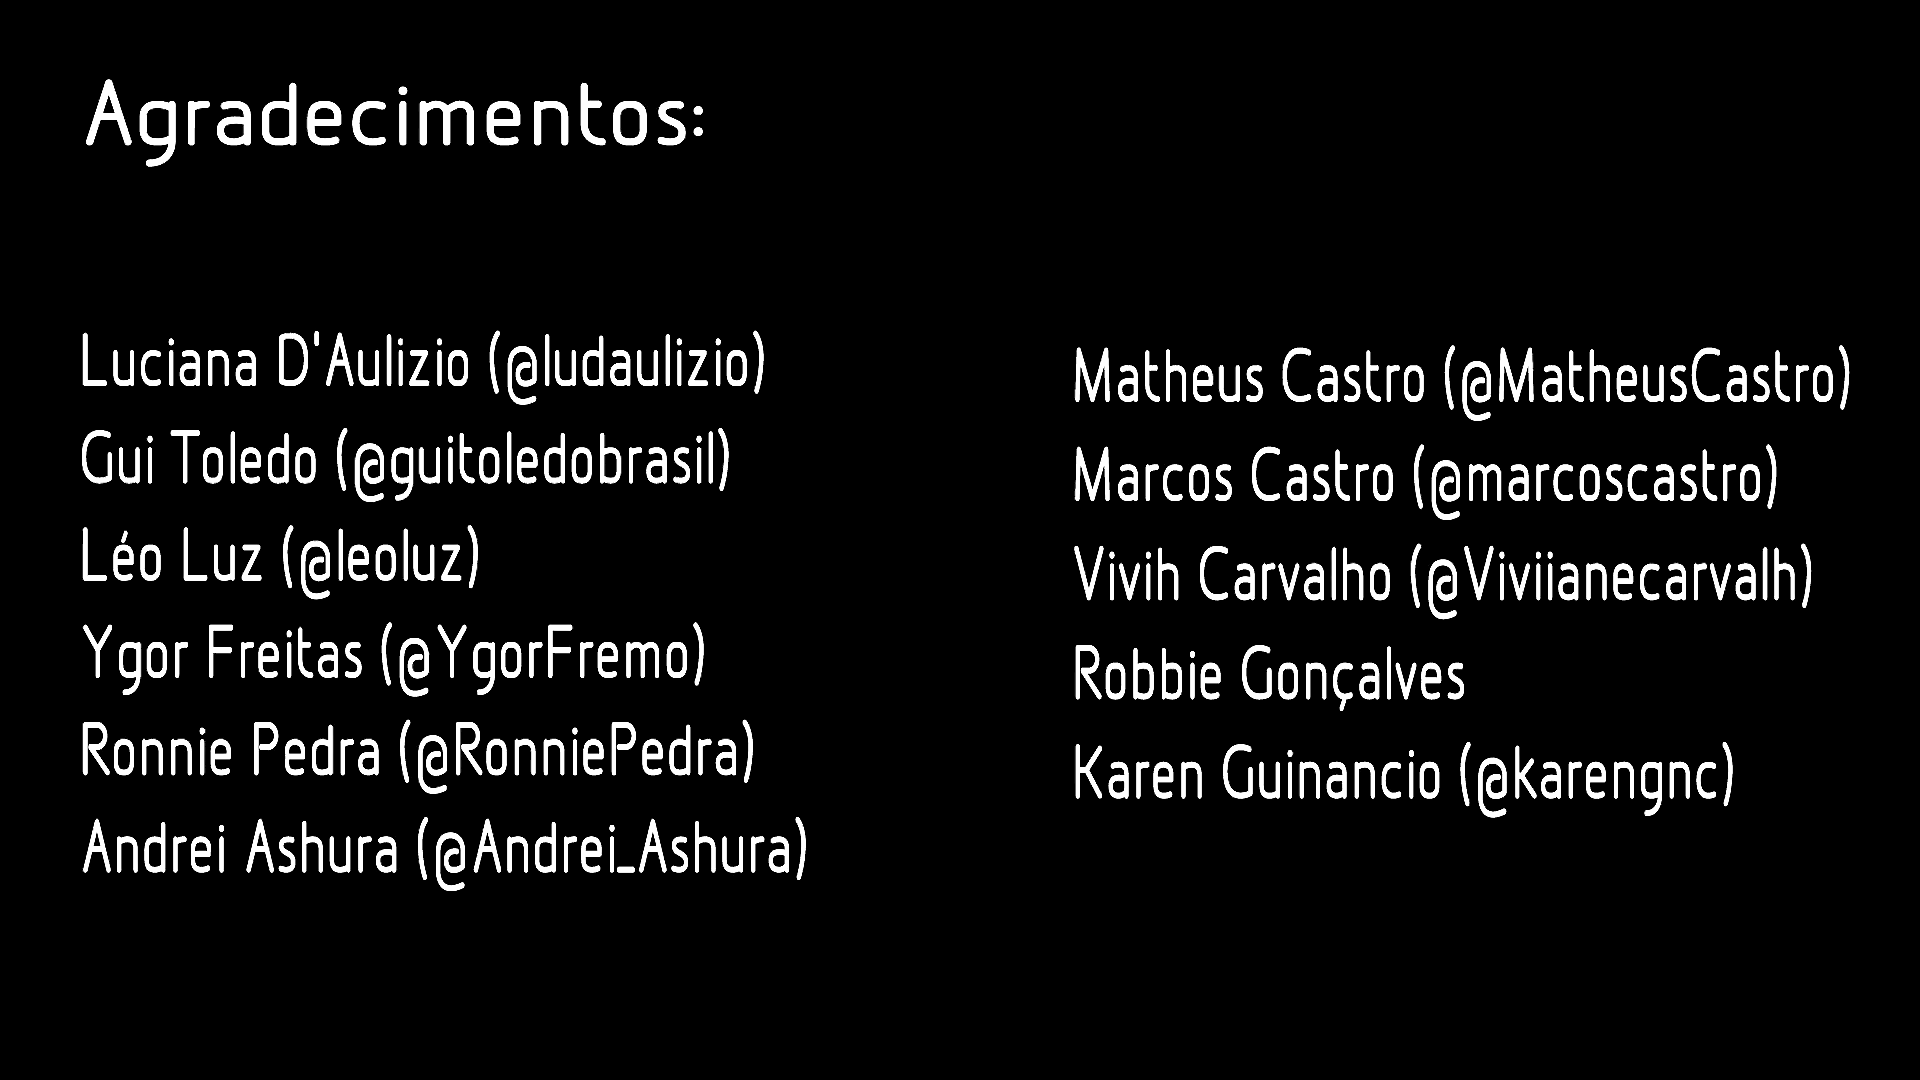 Agradecimentos:
Luciana D'Aulizio (@ludaulizio)
Gui Toledo (@guitoledobrasil)
Léo Luz (@leoluz)
Ygor Freitas (@YgorFremo)
Ronnie Pedra (@RonniePedra)
Andrei Ashura (@Andrei_Ashura)
Matheus Castro (@MatheusCastro)
Marcos Castro (@marcoscastro)
Vivih Carvalho (@Viviianecarvalh)
Robbie Gonçalves
Karen Guinancio (@karengnc)